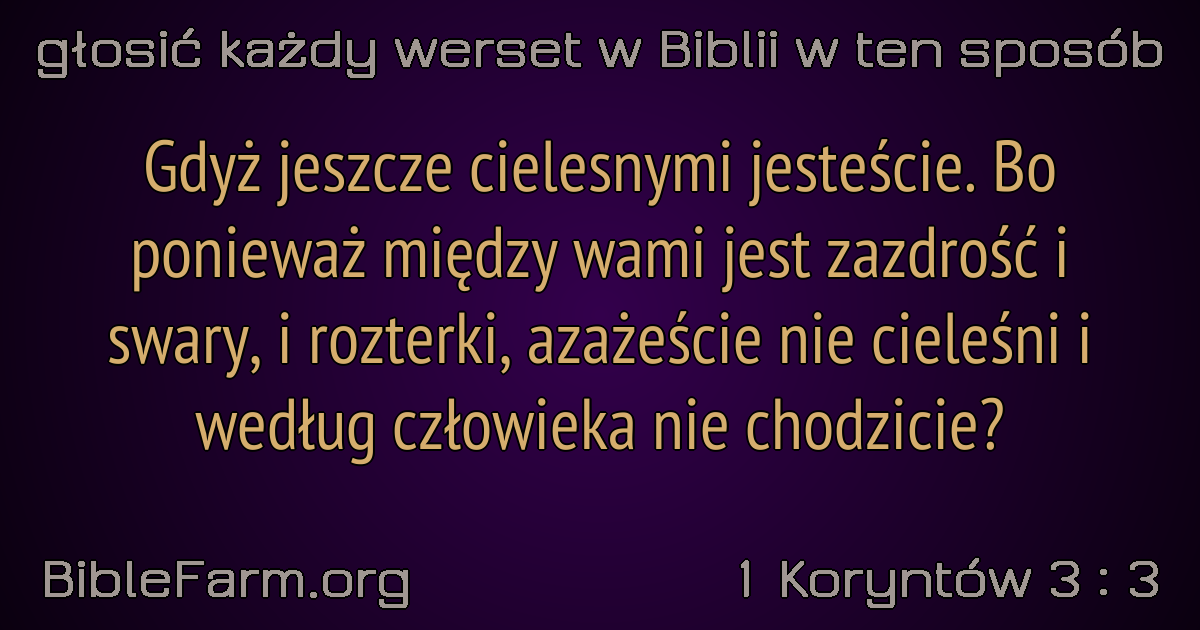 głosić każdy werset w Biblii w ten sposób
Gdyż jeszcze cielesnymi jesteście. Bo
ponieważ między wami jest zazdrość i
swary, i rozterki, azażeście nie cieleśni i
według człowieka nie chodzicie?
BibleFarm.org
1 Koryntów 3 : 3